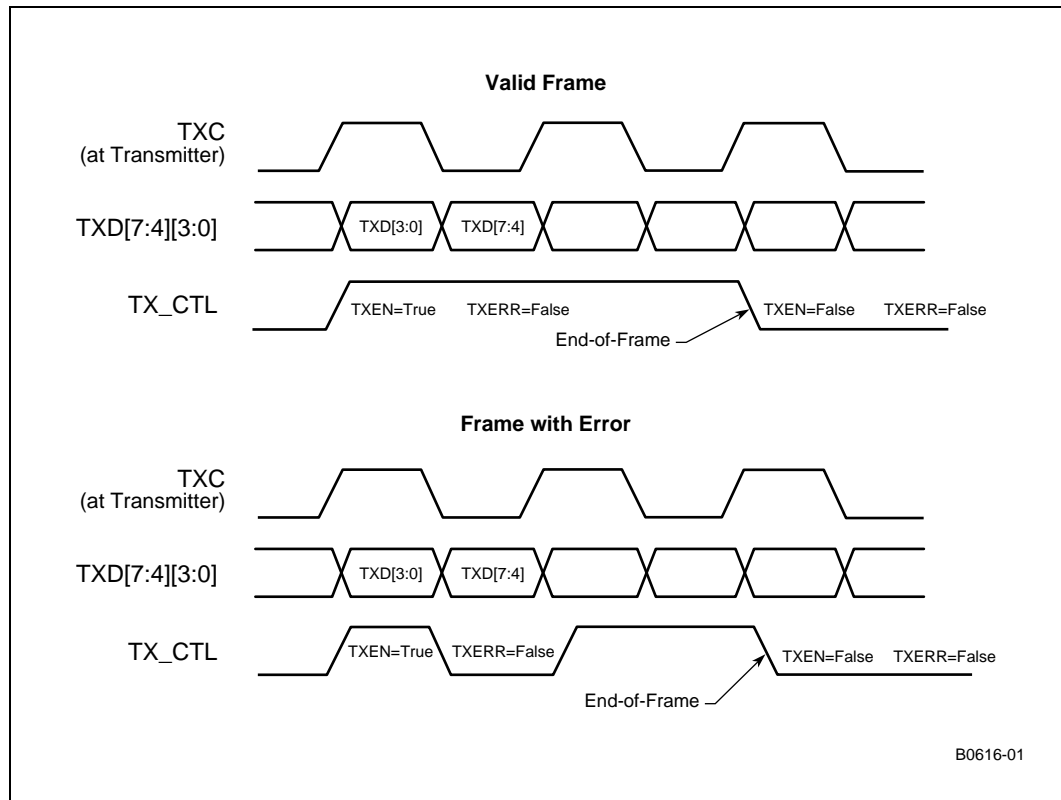 Valid Frame
TXC
(at Transmitter)
TXD[7:4][3:0]
TXD[3:0]
TXD[7:4]
TX_CTL
TXEN=True
TXERR=False
TXEN=False
TXERR=False
End-of-Frame
Frame with Error
TXC
(at Transmitter)
TXD[7:4][3:0]
TXD[3:0]
TXD[7:4]
TX_CTL
TXEN=True
TXERR=False
TXEN=False
TXERR=False
End-of-Frame
B0616-01